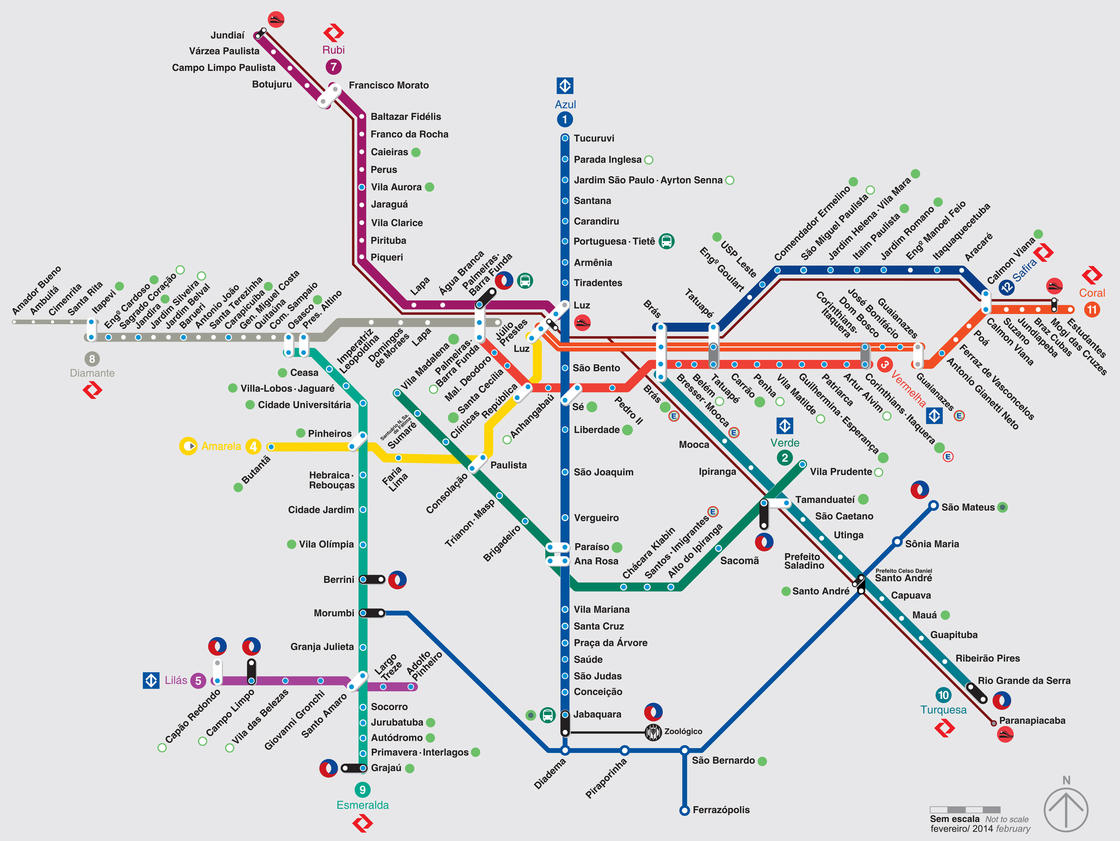 Jundiaí
Várzea Paulista
Campo Limpo Paulista
Botujuru
Rubi
7
Francisco Morato
Baltazar Fidélis
Franco da Rocha
Caieiras
Perus
Vila Aurora
Jaraguá
Vila Clarice
Pirituba
Piqueri
Lapa
Água Branca
Palmeiras-
Barra Funda
Azul
1
Tucuruvi
Parada Inglesa
Jardim São Paulo · Ayrton Senna
Santana
Carandiru
Portuguesa · Tietê
Armênia
Tiradentes
Luz
São Bento
Sé
Liberdade
São Joaquim
Vergueiro
Paraíso
Ana Rosa
Vila Mariana
Santa Cruz
Praça da Árvore
Saúde
São Judas
Conceição
Jabaquara
Zoológico
Diadema
Piraporinha
São Bernardo
Ferrazópolis
Amador Bueno
Ambuitá
Cimenrita
Santa Rita
Itapevi
Engº Cardoso
Sagrado Coração
Jandira
Jardim Silveira
Jardim Belval
Barueri
Antonio João
Santa Terezinha
Carapicuíba
Gen. Miguel Costa
Quitaúna
Com. Sampaio
Osasco
Pres. Altino
8
Diamante
Imperatriz
Leopoldina
Domingos
de Moraes
Lapa
Júlio
Prestes
Luz
Ceasa
Villa-Lobos · Jaguaré
Cidade Universitária
Pinheiros
Hebraica ·
Rebouças
Cidade Jardim
Vila Olímpia
Berrini
Morumbi
Granja Julieta
Santo Amaro
Socorro
Jurubatuba
Autódromo
Primavera · Interlagos
Grajaú
9
Esmeralda
Amarela 4
Butantã
Faria
Lima
Paulista
República
Vila Madalena
Santuário N. Sa.
de Fátima
Sumaré
Clínicas
Consolação
Trianon · Masp
Brigadeiro
Chácara Klabin
Santos · Imigrantes
E
Alto do Ipiranga
Sacomã
Tamanduateí
Vila Prudente
Verde
2
Palmeiras-
Barra Funda
Mal. Deodoro
Santa Cecília
Anhangabaú
Pedro II
Brás
E
Bresser · Mooca
E
Belém
Tatuapé
Carrão
Penha
Vila Matilde
Guilhermina · Esperança
Patriarca
Artur Alvim
Corinthians · Itaquera
E
3 Vermelha
Lilás 5
Capão Redondo
Campo Limpo
Vila das Belezas
Giovanni Gronchi
Largo
Treze
Adolfo
Pinheiro
Brás
Tatuapé
Engº Goulart
USP Leste
Comendador Ermelino
São Miguel Paulista
Jardim Helena · Vila Mara
Itaim Paulista
Jardim Romano
Engº Manoel Feio
Itaquaquecetuba
Aracaré
Calmon Viana
12 Safira
Corinthians-
Itaquera
Dom Bosco
José Bonifácio
Guaianazes
Guaianazes
E
Antonio Gianetti Neto
Ferraz de Vasconcelos
Poá
Calmon Viana
Suzano
Jundiapeba
Braz Cubas
Mogi das Cruzes
Estudantes
11
Coral
Mooca
Ipiranga
São Caetano
Utinga
Prefeito
Saladino
Prefeito Celso Daniel
Santo André
Santo André
Capuava
Mauá
Guapituba
Ribeirão Pires
Rio Grande da Serra
Paranapiacaba
10
Turquesa
São Mateus
Sônia Maria
N
Sem escala Not to scale
fevereiro/ 2014 february